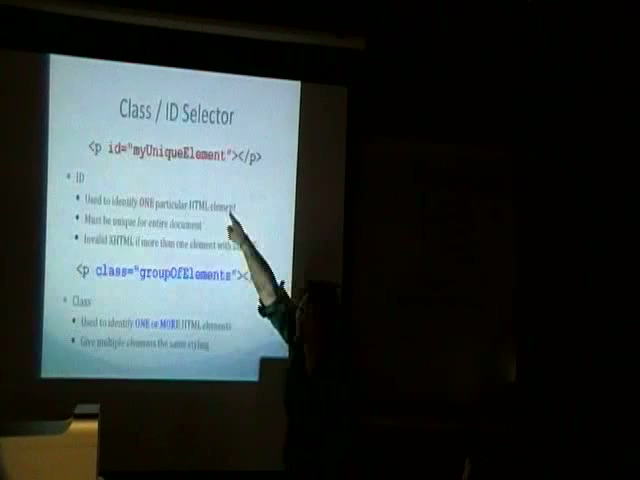 Class / ID Selector
<p id="myUniqueElement"></p>
ID
Used to identify ONE particular HTML element
Must be unique for entire document
Invalid XHTML if more than one element with
<p class="groupOfElements"><
Class
Used to identify ONE or MORE HTML elements
Give multiple elements the same styling